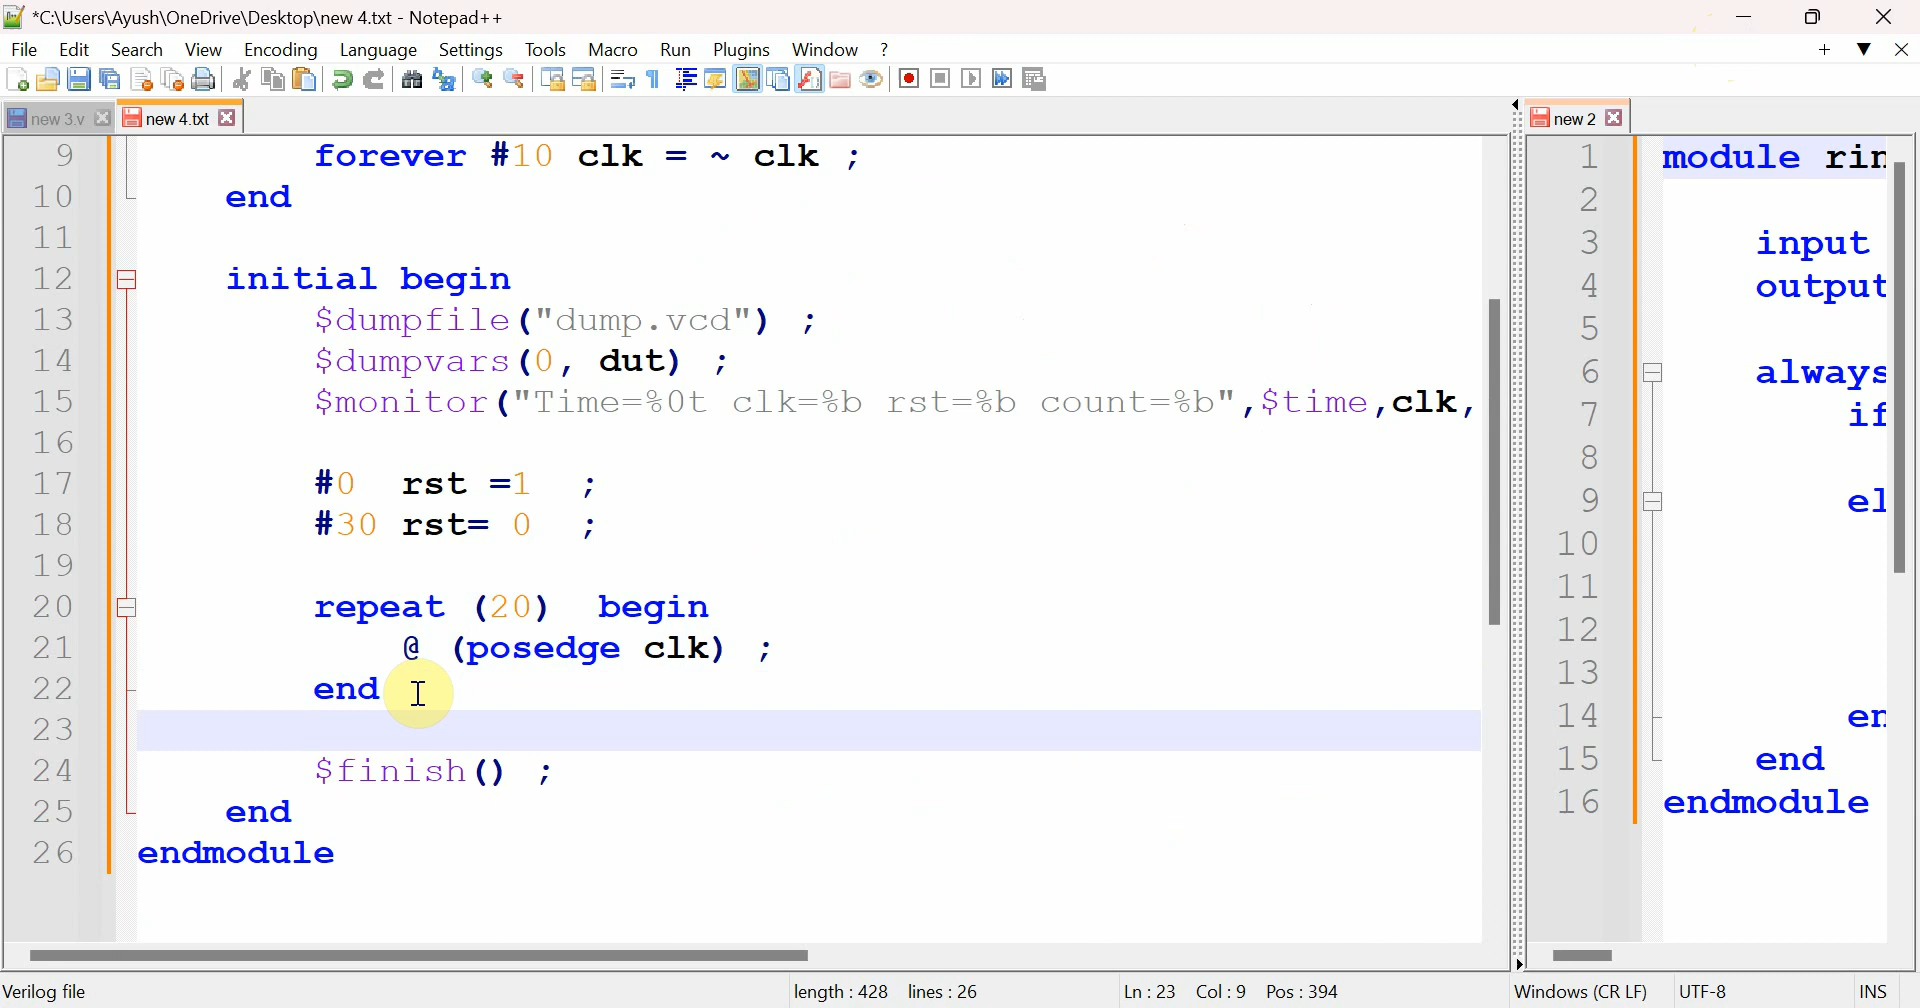 *C:\Users\Ayush\OneDrive\Desktop\new 4.txt - Notepad++
File Edit Search View Encoding Language Settings Tools Macro Run Plugins Window ?
new 3.v new 4.txt
9 forever #10 clk = ~ clk ;
10 end
11
12 initial begin
13 $dumpfile("dump.vcd") ;
14 $dumpvars(0, dut) ;
15 $monitor("Time=%0t clk=%b rst=%b count=%b",$time,clk,
16
17 #0 rst =1 ;
18 #30 rst= 0 ;
19
20 repeat (20) begin
21 @ (posedge clk) ;
22 end
23
24 $finish() ;
25 end
26 endmodule
new 2
1 module rin
2
3 input
4 output
5
6 always
7 if
8
9 el
10
11
12
13
14 en
15 end
16 endmodule
Verilog file length : 428 lines : 26 Ln : 23 Col : 9 Pos : 394 Windows (CR LF) UTF-8 INS